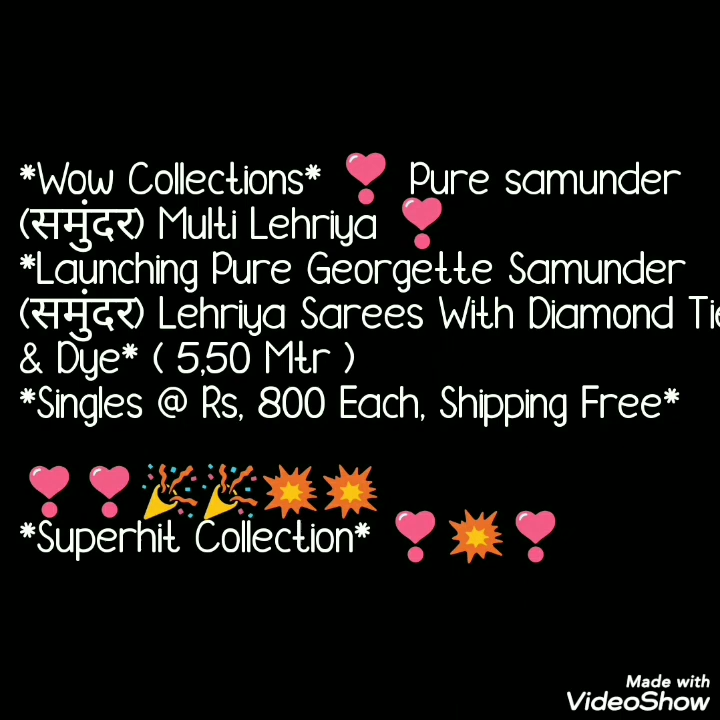 *Wow Collections* ❣ Pure samunder
(समुंदर) Multi Lehriya ❣
*Launching Pure Georgette Samunder
(समुंदर) Lehriya Sarees With Diamond Tie
& Dye* ( 5,50 Mtr )
*Singles @ Rs, 800 Each, Shipping Free*
❣❣🎉🎉💥💥
*Superhit Collection* ❣💥❣
Made with
VideoShow